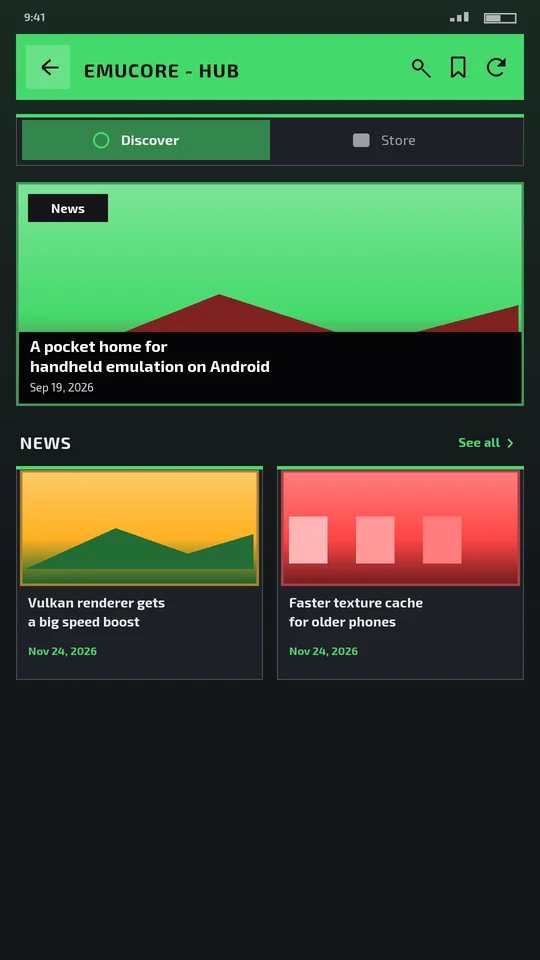 9:41
EMUCORE - HUB
Discover
Store
News
A pocket home for
handheld emulation on Android
Sep 19, 2026
NEWS
See all
Vulkan renderer gets
a big speed boost
Nov 24, 2026
Faster texture cache
for older phones
Nov 24, 2026